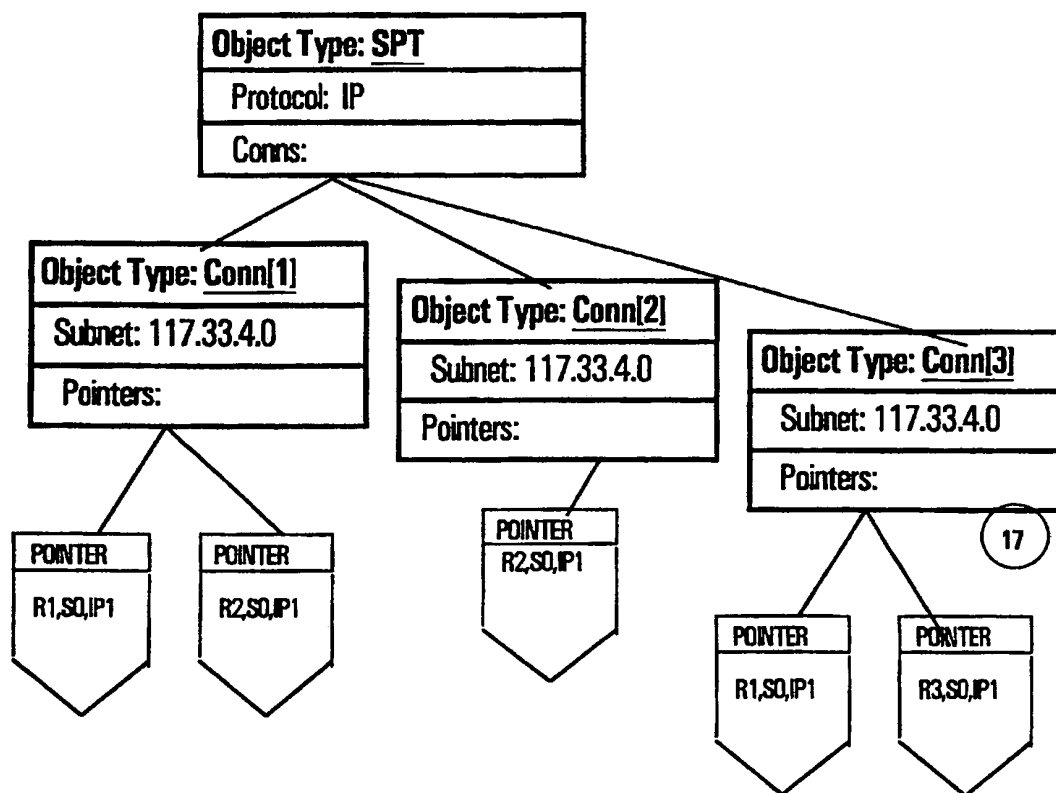 Object Type: SPT
Protocol: IP
Conns:
Object Type: Conn[1]
Subnet: 117.33.4.0
Pointers:
Object Type: Conn[2]
Subnet: 117.33.4.0
Pointers:
Object Type: Conn[3]
Subnet: 117.33.4.0
Pointers:
POINTER
R1,S0,IP1
POINTER
R2,S0,IP1
POINTER
R2,S0,IP1
17
POINTER
R1,S0,IP1
POINTER
R3,S0,IP1